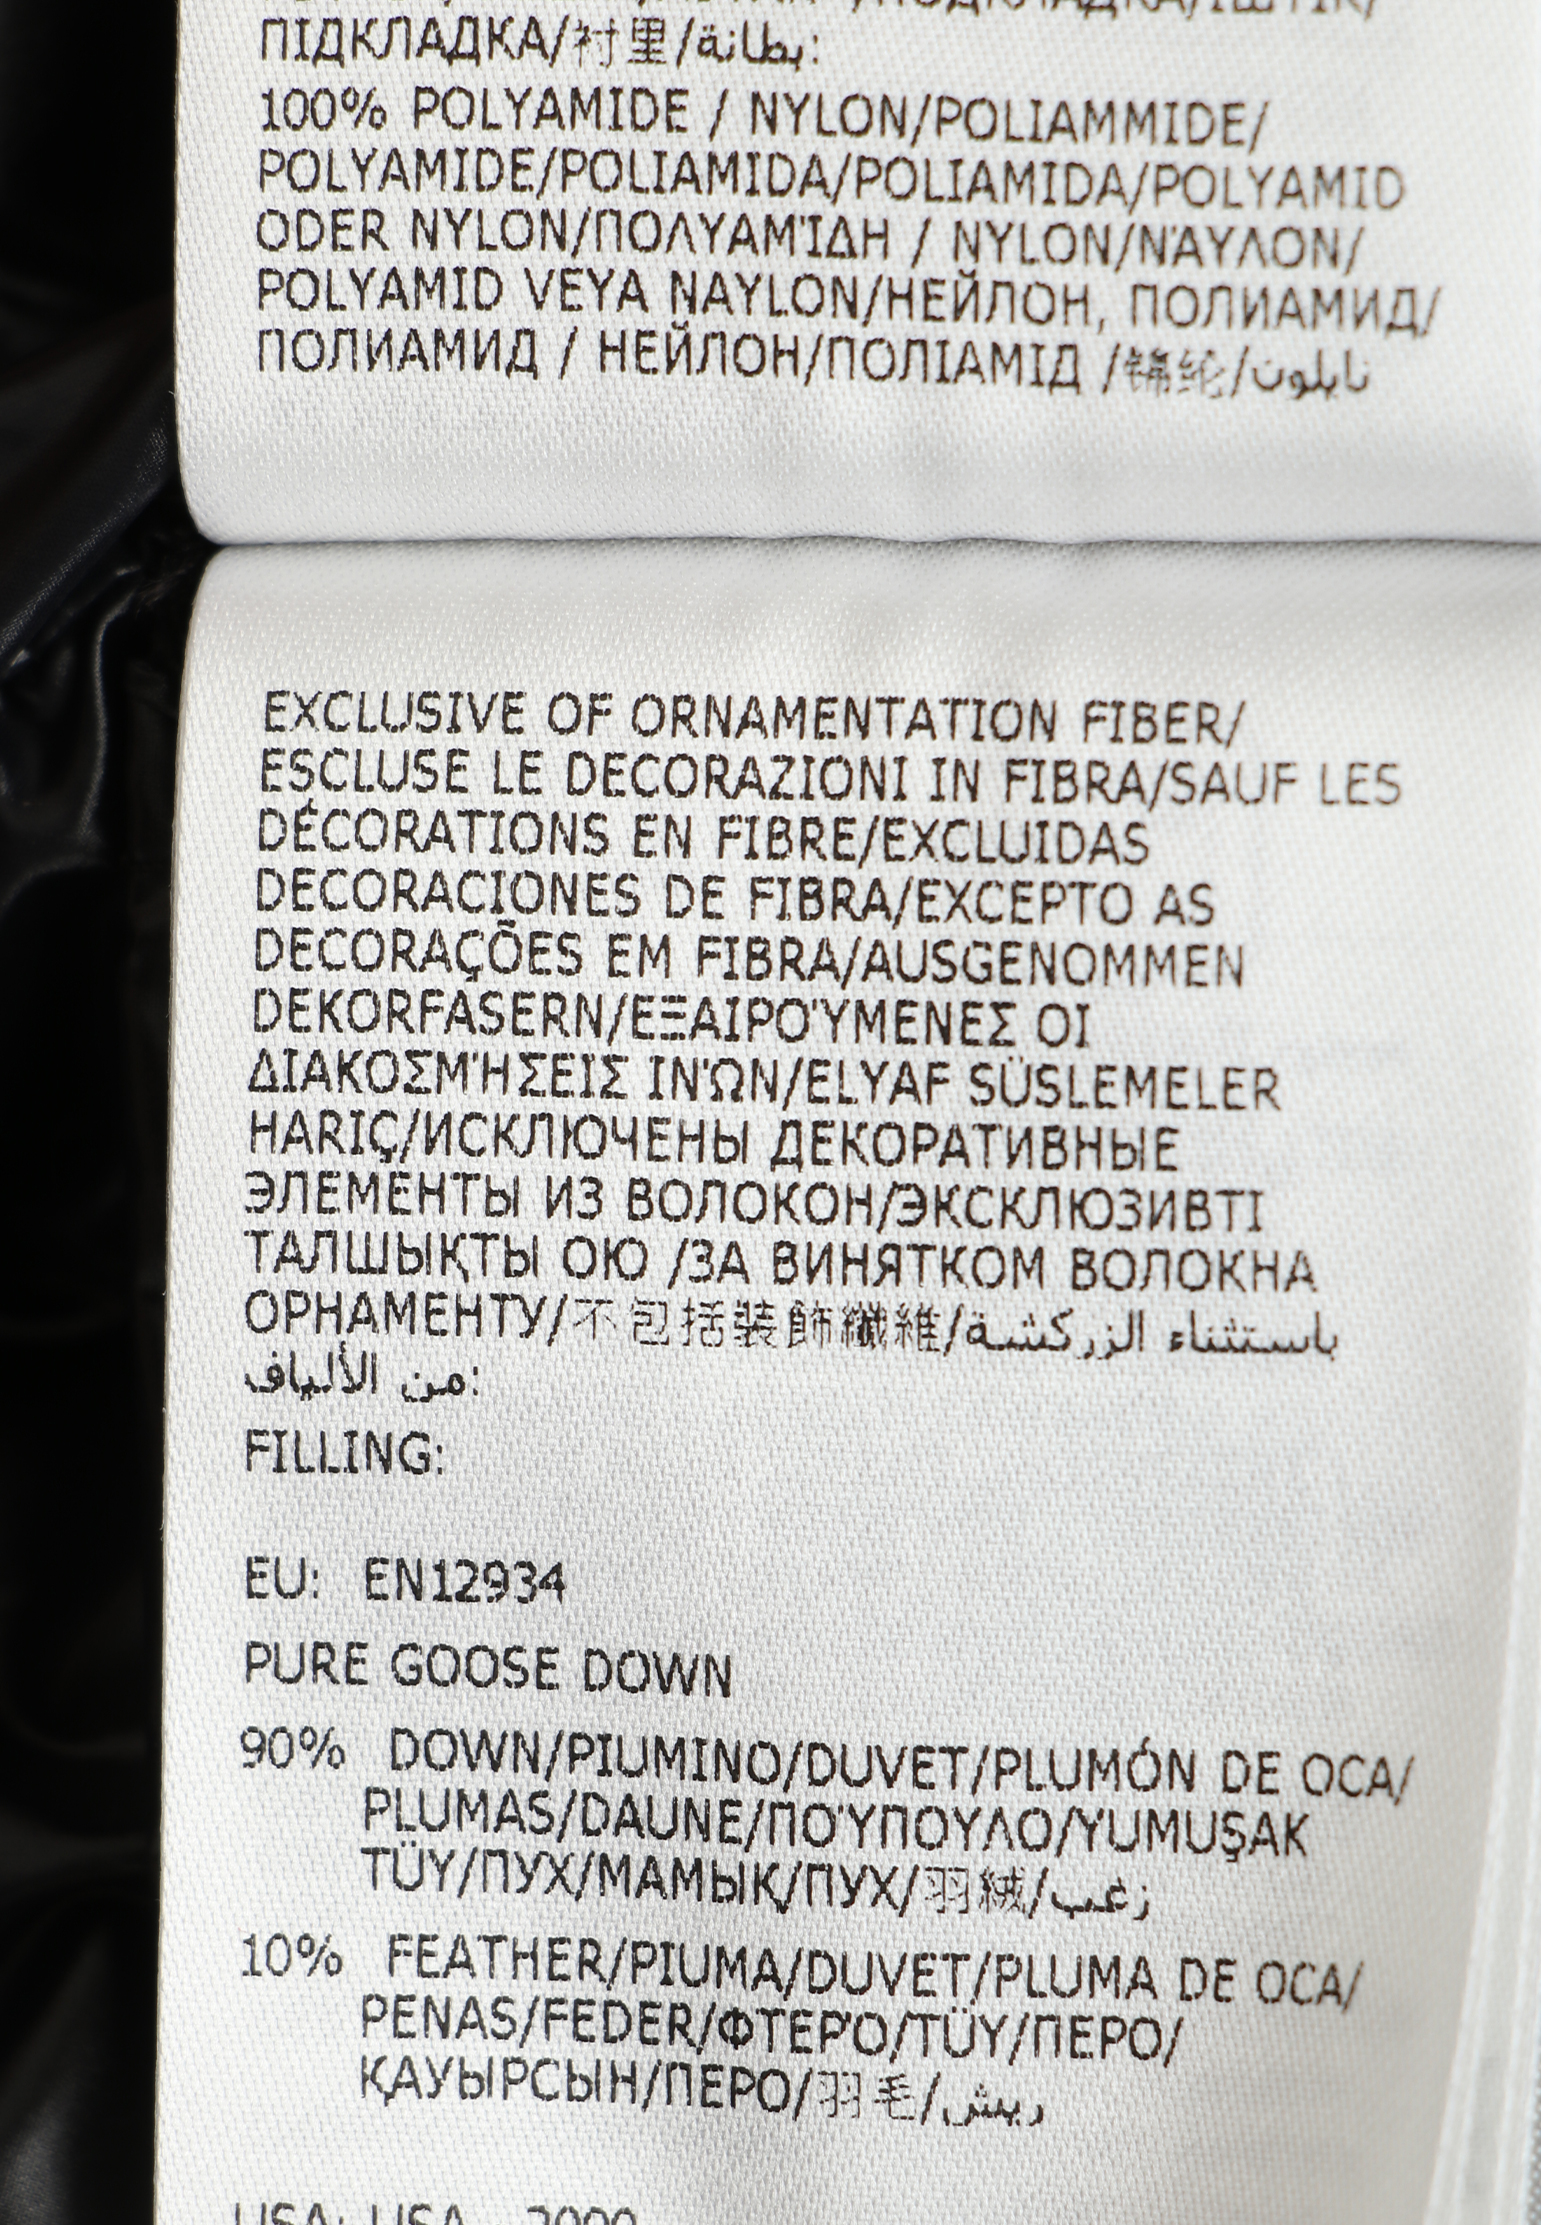 ПІДКЛАДКА/衬里/بطانة:
100% POLYAMIDE / NYLON/POLIAMMIDE/
POLYAMIDE/POLIAMIDA/POLIAMIDA/POLYAMID
ODER NYLON/ΠΟΛΥΑΜΊΔΗ / NYLON/ΝΆΥΛΟΝ/
POLYAMID VEYA NAYLON/НЕЙЛОН, ПОЛИАМИД/
ПОЛИАМИД / НЕЙЛОН/ПОЛІАМІД /锦纶/نايلون
EXCLUSIVE OF ORNAMENTATION FIBER/
ESCLUSE LE DECORAZIONI IN FIBRA/SAUF LES
DÉCORATIONS EN FIBRE/EXCLUIDAS
DECORACIONES DE FIBRA/EXCEPTO AS
DECORAÇÕES EM FIBRA/AUSGENOMMEN
DEKORFASERN/ΕΞΑΙΡΟΎΜΕΝΕΣ ΟΙ
ΔΙΑΚΟΣΜΉΣΕΙΣ ΙΝΏΝ/ELYAF SÜSLEMELER
HARIÇ/ИСКЛЮЧЕНЫ ДЕКОРАТИВНЫЕ
ЭЛЕМЕНТЫ ИЗ ВОЛОКОН/ЭКСКЛЮЗИВТІ
ТАЛШЫҚТЫ ОЮ /ЗА ВИНЯТКОМ ВОЛОКНА
ОРНАМЕНТУ/不包括裝飾纖維/باستثناء الزركشة
من الألياف:
FILLING:
EU: EN12934
PURE GOOSE DOWN
90% DOWN/PIUMINO/DUVET/PLUMÓN DE OCA/
PLUMAS/DAUNE/ΠΟΎΠΟΥΛΟ/YUMUŞAK
TÜY/ПУХ/МАМЫҚ/ПУХ/羽絨/زغب
10% FEATHER/PIUMA/DUVET/PLUMA DE OCA/
PENAS/FEDER/ΦΤΕΡΌ/TÜY/ПЕРО/
ҚАУЫРСЫН/ПЕРО/羽毛/ريش
USA: USA - 2000